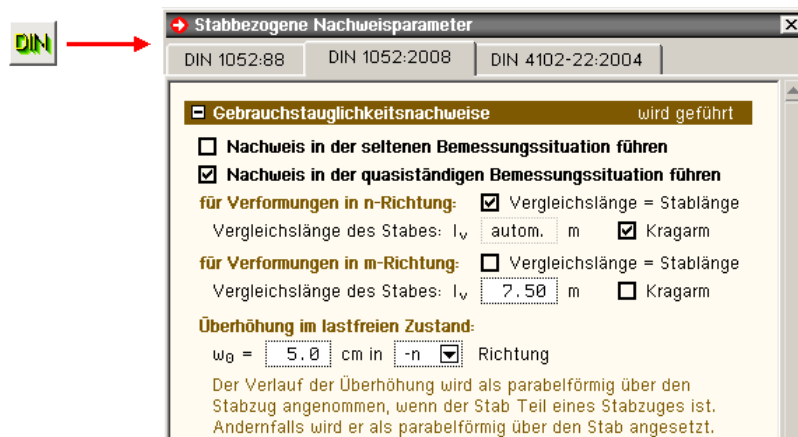 DIN
Stabbezogene Nachweisparameter
DIN 1052:88 DIN 1052:2008 DIN 4102-22:2004
Gebrauchstauglichkeitsnachweise wird geführt
Nachweis in der seltenen Bemessungssituation führen
Nachweis in der quasiständigen Bemessungssituation führen
für Verformungen in n-Richtung: Vergleichslänge = Stablänge
Vergleichslänge des Stabes: lv autom. m Kragarm
für Verformungen in m-Richtung: Vergleichslänge = Stablänge
Vergleichslänge des Stabes: lv 7.50 m Kragarm
Überhöhung im lastfreien Zustand:
w0 = 5.0 cm in -n Richtung
Der Verlauf der Überhöhung wird als parabelförmig über den
Stabzug angenommen, wenn der Stab Teil eines Stabzuges ist.
Andernfalls wird er als parabelförmig über den Stab angesetzt.